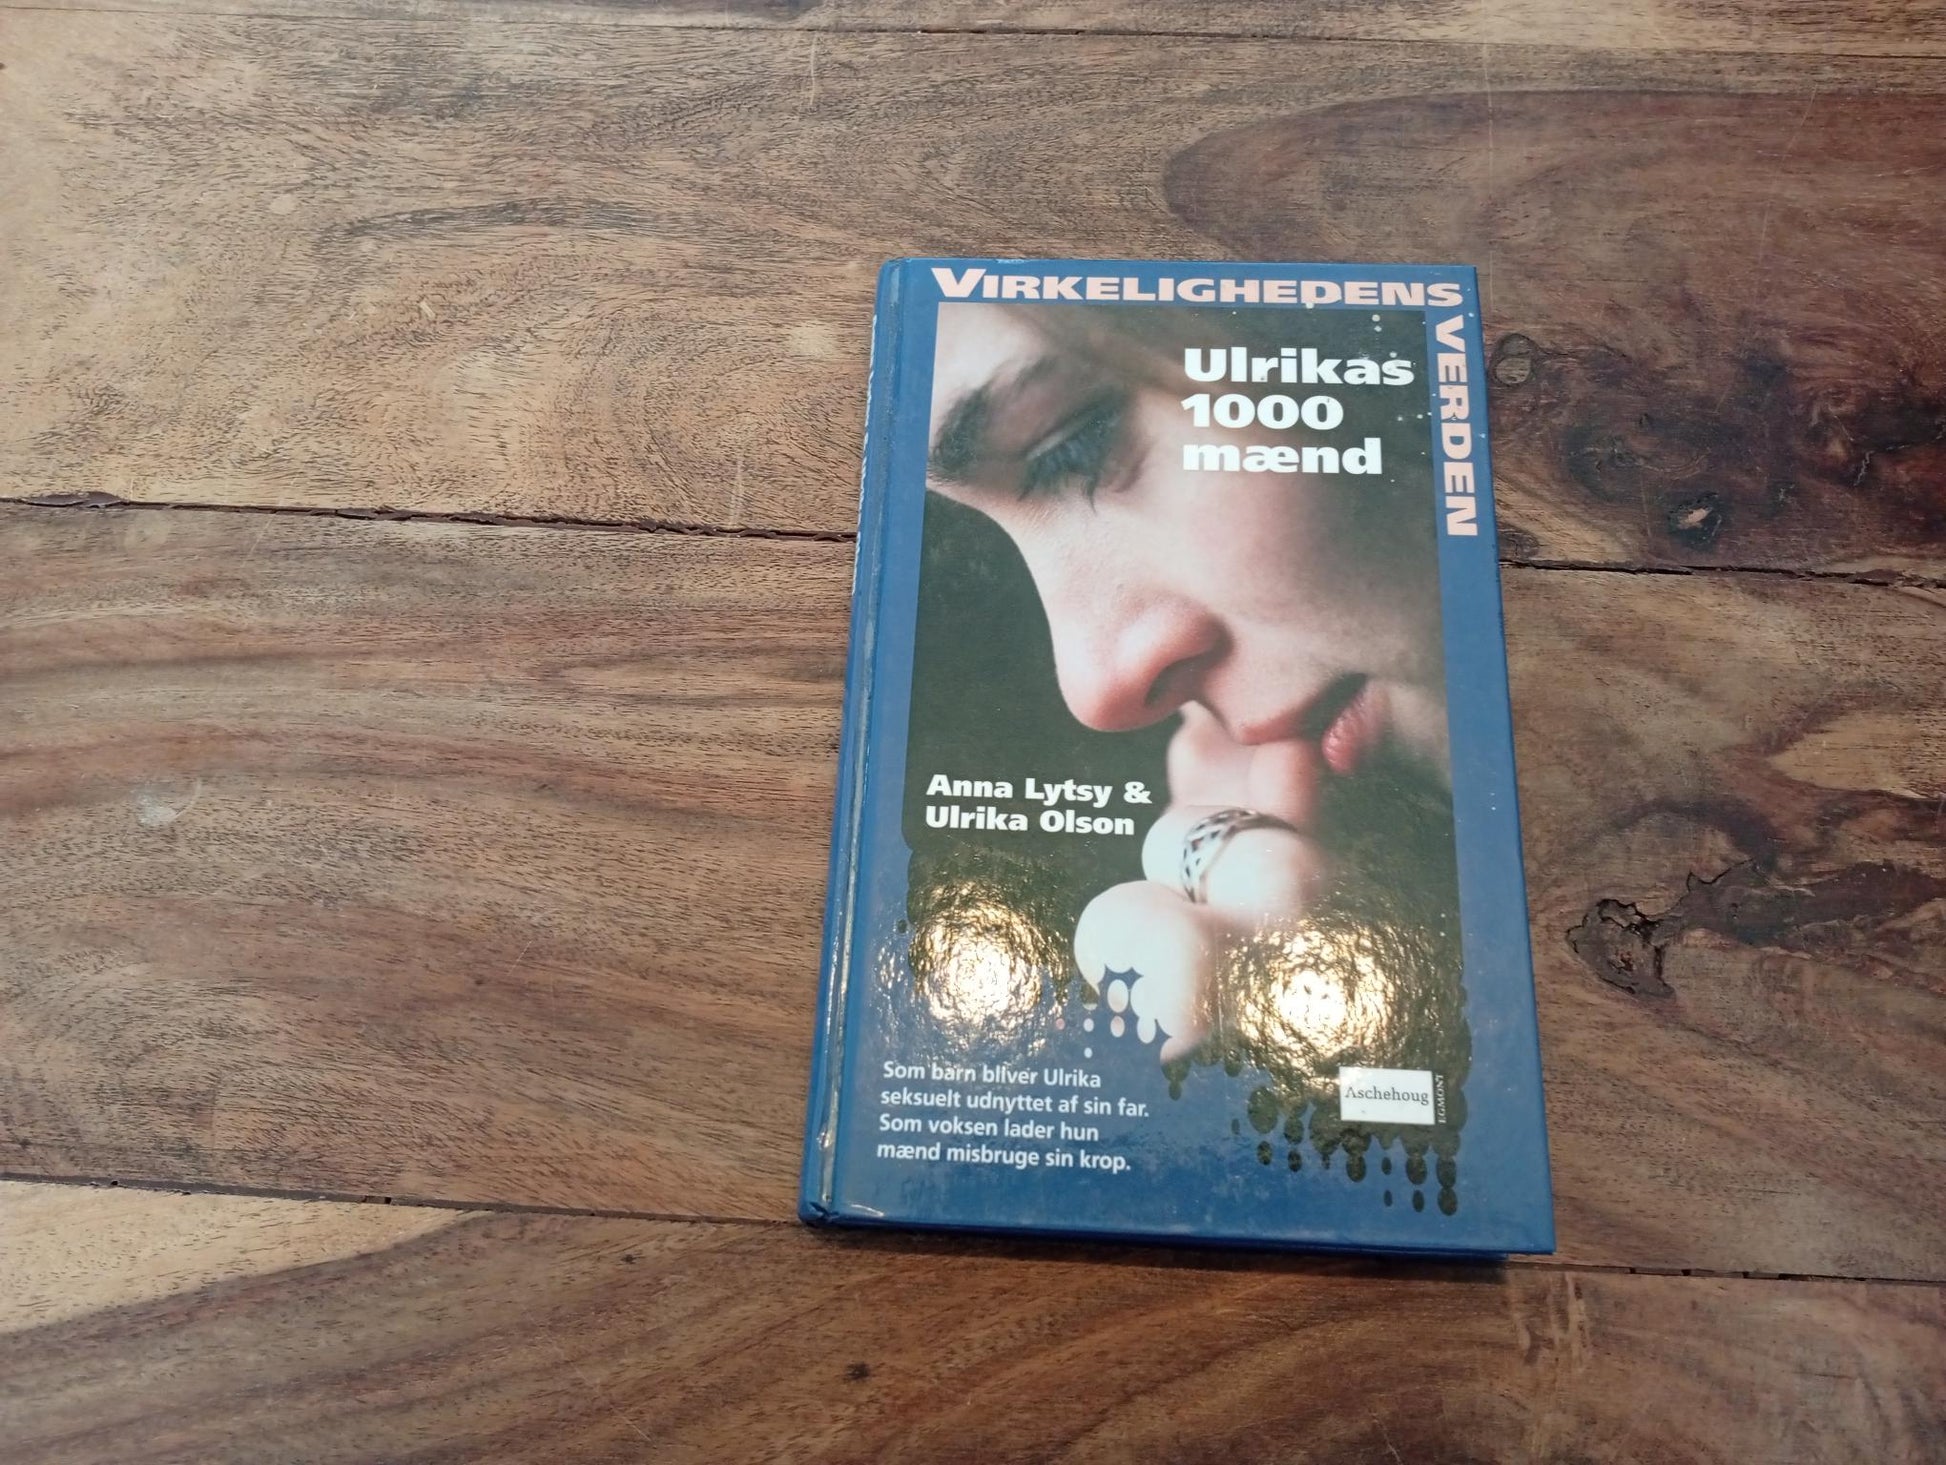 VIRKELIGHEDENS
VERDEN
Ulrikas
1000
mænd
Anna Lytsy &
Ulrika Olson
Som barn bliver Ulrika
seksuelt udnyttet af sin far.
Som voksen lader hun
mænd misbruge sin krop.
Aschehoug
EGMONT